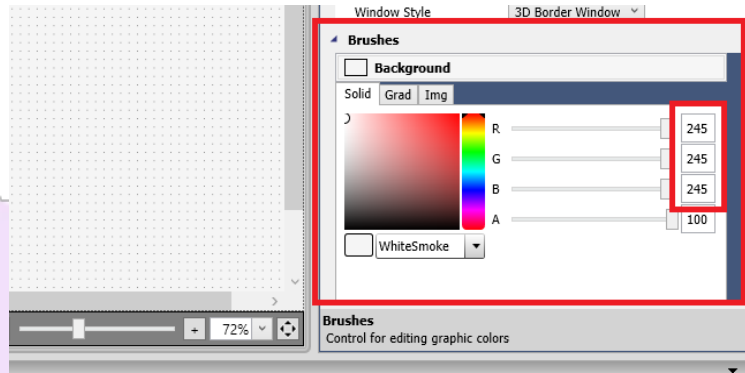 Window Style 3D Border Window
Brushes
Background
Solid Grad Img
R 245
G 245
B 245
A 100
WhiteSmoke
+ 72%
Brushes
Control for editing graphic colors